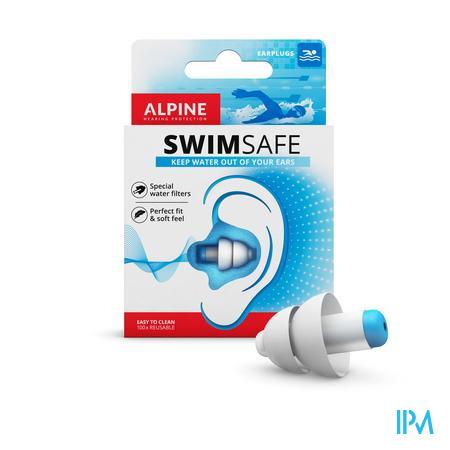 EARPLUGS
ALPINE
HEARING PROTECTION
SWIMSAFE
KEEP WATER OUT OF YOUR EARS
Special
water filters
Perfect fit
& soft feel
EASY TO CLEAN
100x REUSABLE
IPM